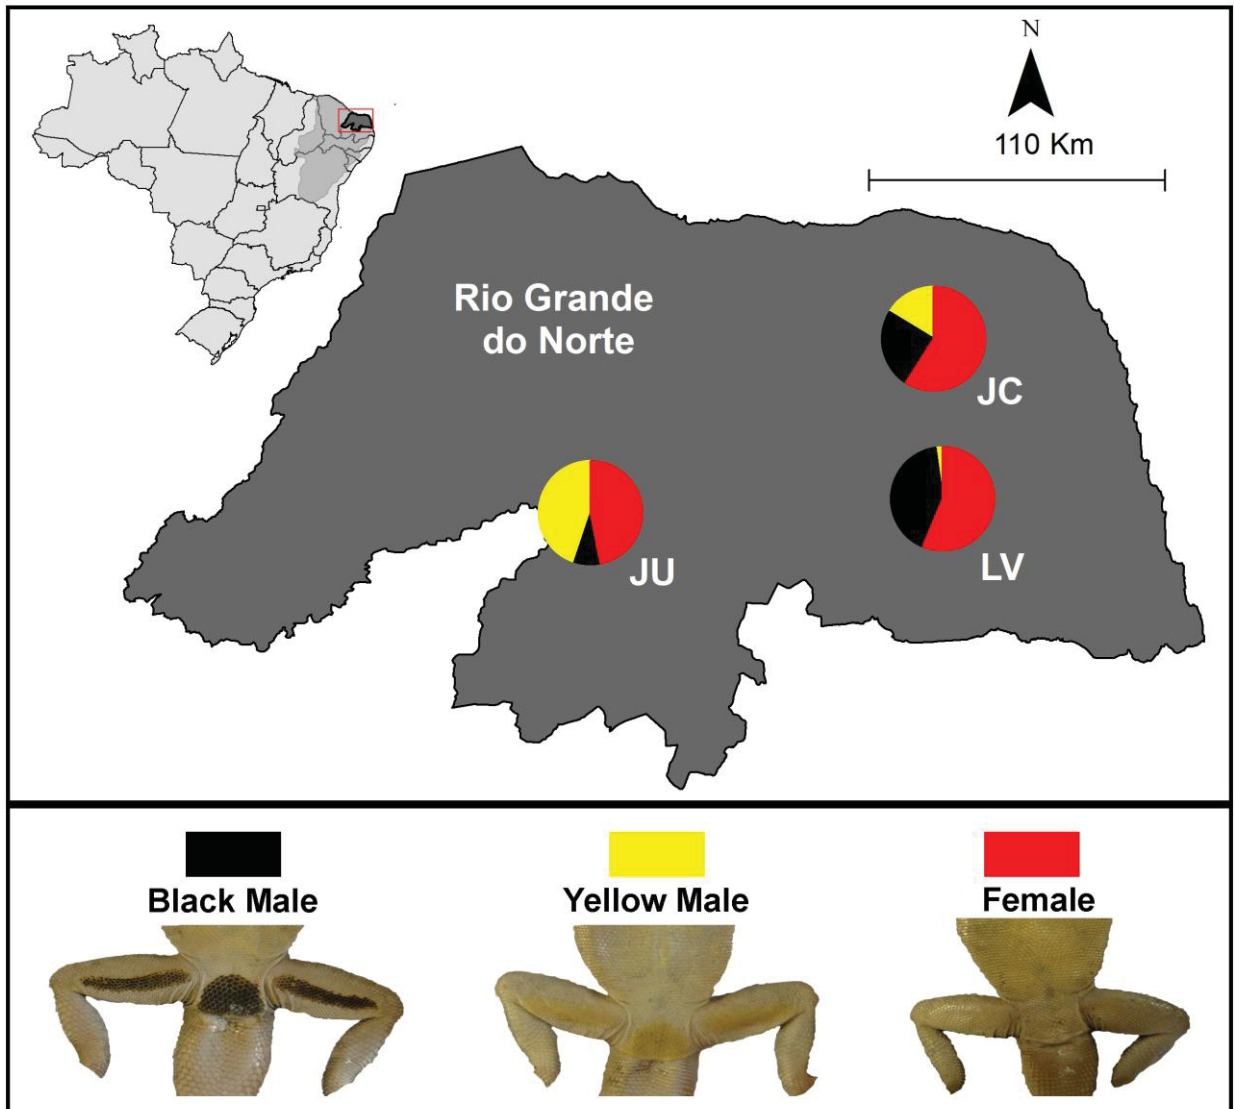 N
110 Km
Rio Grande
do Norte
JC
JU
LV
Black Male
Yellow Male
Female